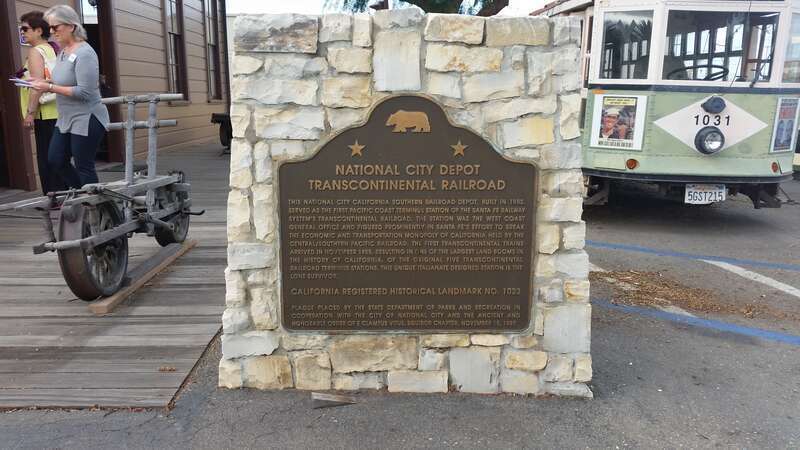 NATIONAL CITY DEPOT
TRANSCONTINENTAL RAILROAD
THIS NATIONAL CITY CALIFORNIA SOUTHERN RAILROAD DEPOT, BUILT IN 1882,
SERVED AS THE FIRST PACIFIC COAST TERMINUS STATION OF THE SANTA FE RAILWAY
SYSTEM'S TRANSCONTINENTAL RAILROAD. THE STATION WAS THE WEST COAST
GENERAL OFFICE AND FIGURED PROMINENTLY IN SANTA FE'S EFFORT TO BREAK
THE ECONOMIC AND TRANSPORTATION MONOPOLY OF CALIFORNIA HELD BY THE
CENTRAL/SOUTHERN PACIFIC RAILROAD. THE FIRST TRANSCONTINENTAL TRAINS
ARRIVED IN NOVEMBER 1885, RESULTING IN ONE OF THE LARGEST LAND BOOMS IN
THE HISTORY OF CALIFORNIA. OF THE ORIGINAL FIVE TRANSCONTINENTAL
RAILROAD TERMINUS STATIONS, THIS UNIQUE ITALIANATE DESIGNED STATION IS THE
LONE SURVIVOR.
CALIFORNIA REGISTERED HISTORICAL LANDMARK NO. 1023
PLAQUE PLACED BY THE STATE DEPARTMENT OF PARKS AND RECREATION IN
COOPERATION WITH THE CITY OF NATIONAL CITY AND THE ANCIENT AND
HONORABLE ORDER OF E CLAMPUS VITUS, SQUIBOB CHAPTER, NOVEMBER 15, 1997
1031
5GST215